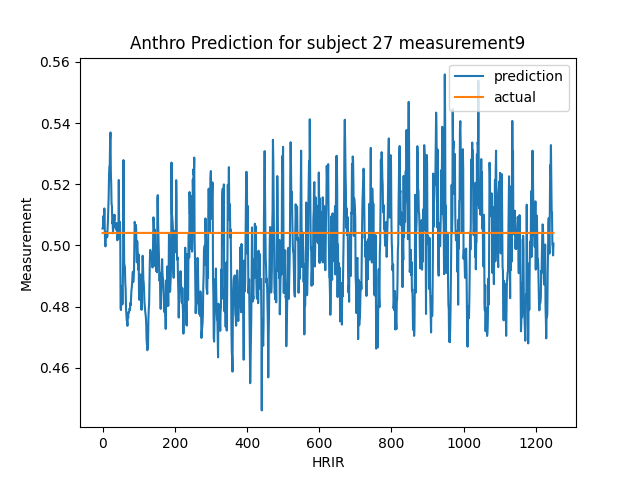 Anthro Prediction for subject 27 measurement9
prediction
actual
0.56
0.54
0.52
0.50
0.48
0.46
Measurement
0
200
400
600
800
1000
1200
HRIR